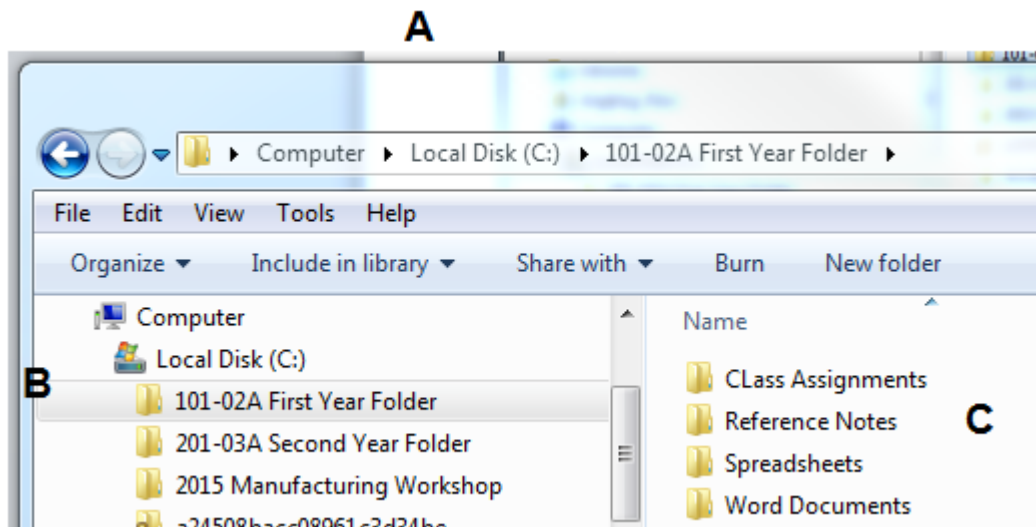 A
101-
Computer Local Disk (C:) 101-02A First Year Folder
File Edit View Tools Help
Organize Include in library Share with Burn New folder
Computer
Name
Local Disk (C:)
B
101-02A First Year Folder
CLass Assignments
201-03A Second Year Folder
Reference Notes
C
2015 Manufacturing Workshop
Spreadsheets
Word Documents